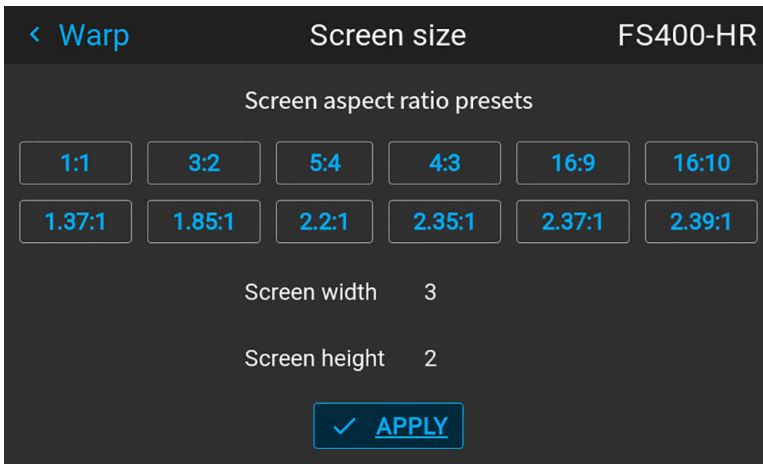 < Warp Screen size FS400-HR
Screen aspect ratio presets
1:1 3:2 5:4 4:3 16:9 16:10
1.37:1 1.85:1 2.2:1 2.35:1 2.37:1 2.39:1
Screen width 3
Screen height 2
APPLY